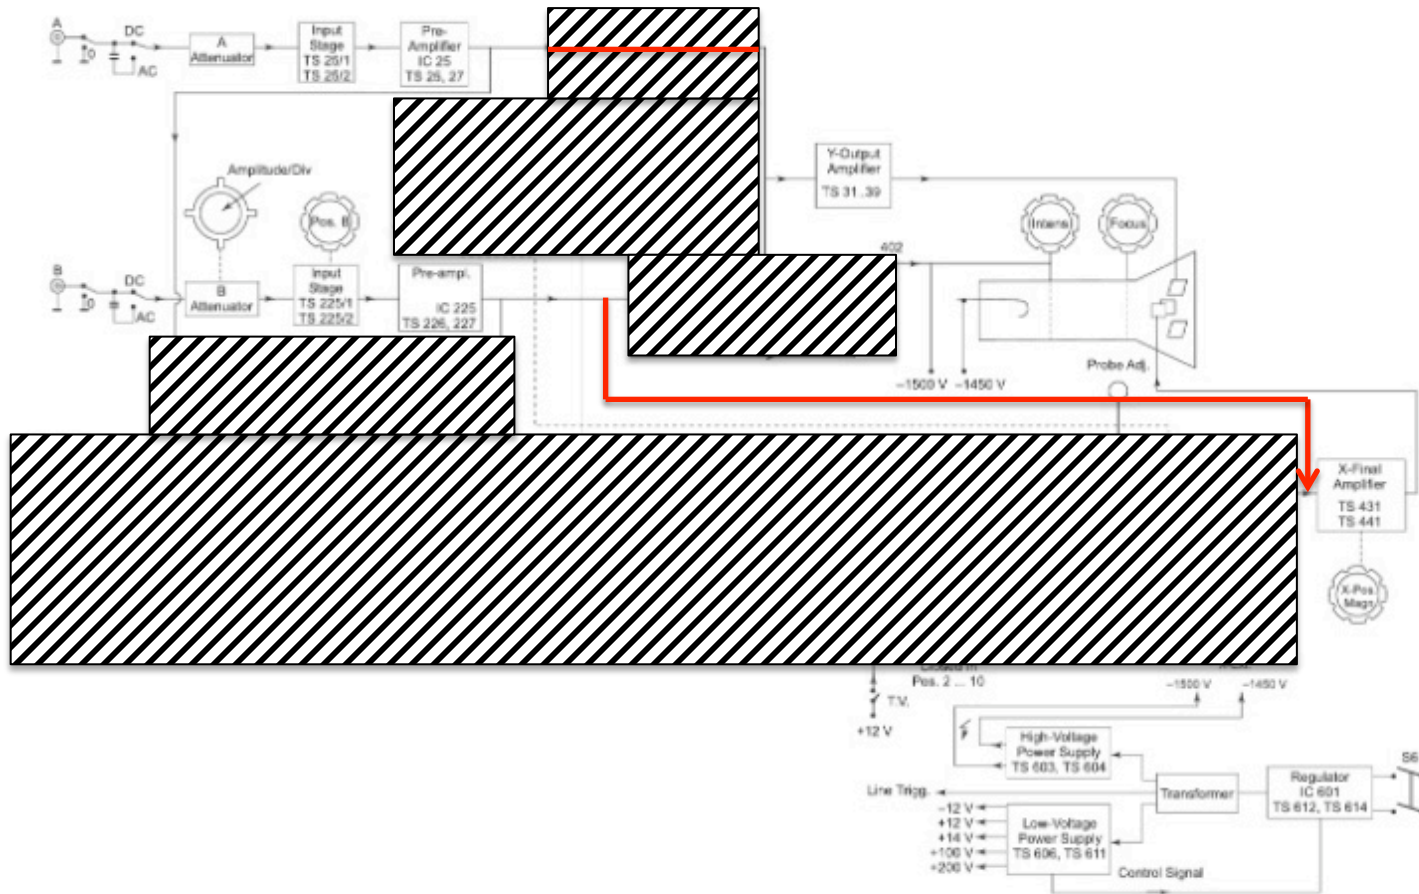 A
DC
0
AC
A
Attenuator
Input
Stage
TS 25/1
TS 25/2
Pre-
Amplifier
IC 25
TS 25, 27
Amplitude/Div
Pos. B
Y-Output
Amplifier
TS 31..39
Intens
Focus
402
B
DC
0
AC
B
Attenuator
Input
Stage
TS 225/1
TS 225/2
Pre-ampl.
IC 225
TS 226, 227
–1500 V
–1450 V
Probe Adj.
X-Final
Amplifier
TS 431
TS 441
X-Pos.
Magn
Pos. 2 ... 10
T.V.
+12 V
–1500 V
–1450 V
High-Voltage
Power Supply
TS 603, TS 604
Line Trigg.
Transformer
Regulator
IC 601
TS 612, TS 614
S6
–12 V
+12 V
+14 V
+100 V
+200 V
Low-Voltage
Power Supply
TS 606, TS 611
Control Signal